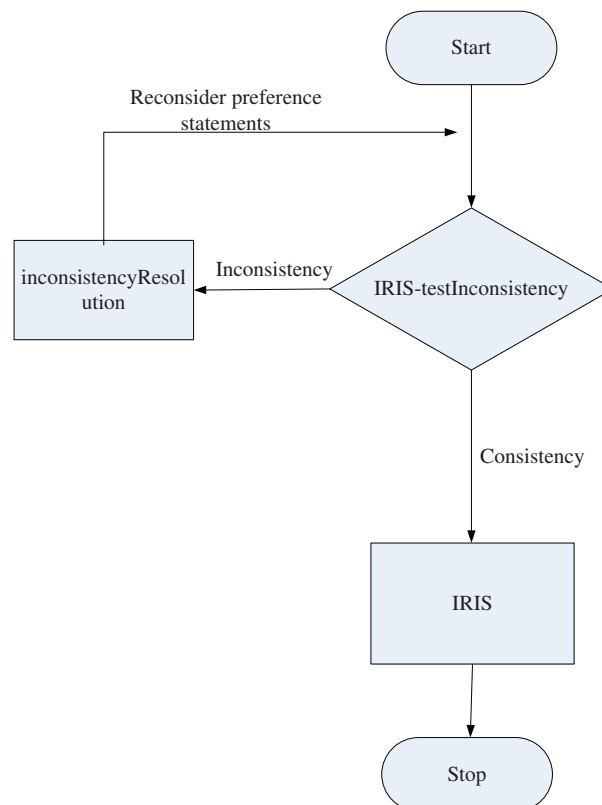 Start
Reconsider preference
statements
Inconsistency
inconsistencyResol
ution
IRIS-testInconsistency
Consistency
IRIS
Stop